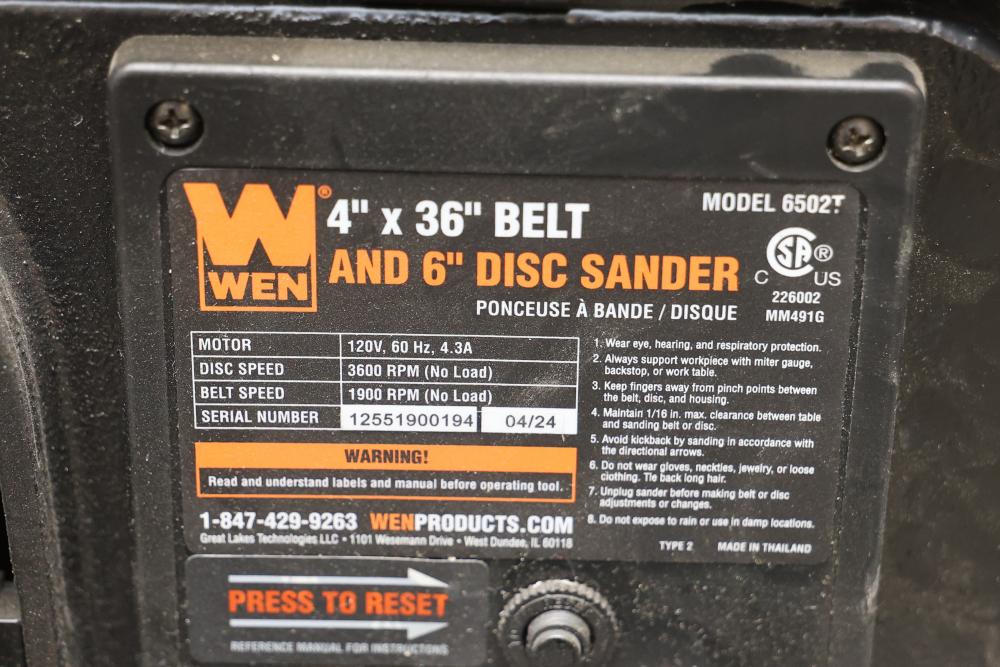 WEN®
4" x 36" BELT
AND 6" DISC SANDER
PONCEUSE À BANDE / DISQUE
MODEL 6502T
CSA®
C US
226002
MM491G
MOTOR 120V, 60 Hz, 4.3A
DISC SPEED 3600 RPM (No Load)
BELT SPEED 1900 RPM (No Load)
SERIAL NUMBER 12551900194 04/24
WARNING!
Read and understand labels and manual before operating tool.
1-847-429-9263 WENPRODUCTS.COM
Great Lakes Technologies LLC • 1101 Wesemann Drive • West Dundee, IL 60118
1. Wear eye, hearing, and respiratory protection.
2. Always support workpiece with miter gauge,
backstop, or work table.
3. Keep fingers away from pinch points between
the belt, disc, and housing.
4. Maintain 1/16 in. max. clearance between table
and sanding belt or disc.
5. Avoid kickback by sanding in accordance with
the directional arrows.
6. Do not wear gloves, neckties, jewelry, or loose
clothing. Tie back long hair.
7. Unplug sander before making belt or disc
adjustments or changes.
8. Do not expose to rain or use in damp locations.
TYPE 2 MADE IN THAILAND
PRESS TO RESET
REFERENCE MANUAL FOR INSTRUCTONS